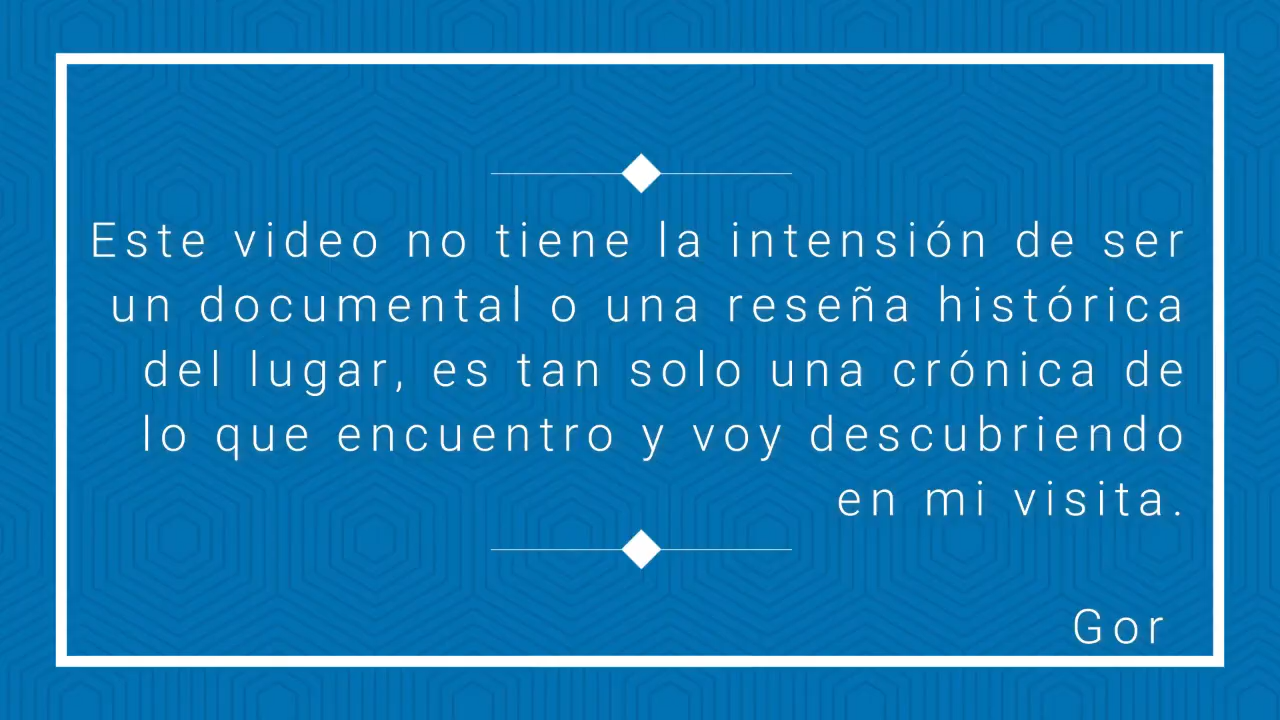 Este video no tiene la intensión de ser
un documental o una reseña histórica
del lugar, es tan solo una crónica de
lo que encuentro y voy descubriendo
en mi visita.
Gor